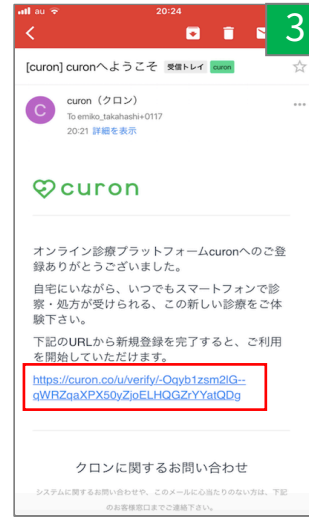 au 20:24
3
[curon] curonへようこそ 受信トレイ curon
C
curon（クロン）
To emiko_takahashi+0117
20:21 詳細を表示
curon
オンライン診療プラットフォームcuronへのご登
録ありがとうございました。
自宅にいながら、いつでもスマートフォンで診
察・処方が受けられる、この新しい診療をご体
験下さい。
下記のURLから新規登録を完了すると、ご利用
を開始していただけます。
https://curon.co/u/verify/-Oqyb1zsm2lG--
qWRZqaXPX50yZjoELHQGZrYYatQDg
クロンに関するお問い合わせ
システムに関するお問い合わせや、このメールに心当たりのない方は、下記
のお客様窓口までご連絡下さい。